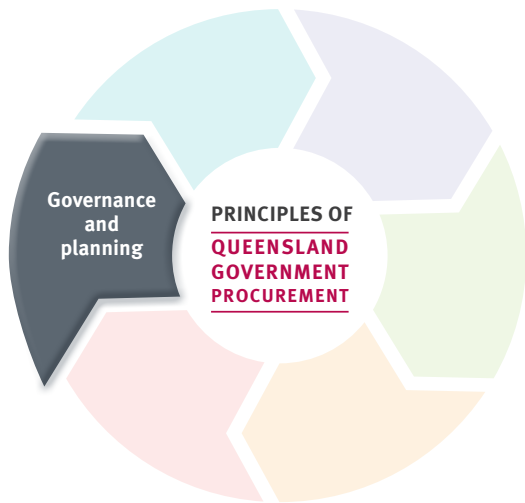 Governance
and
planning
PRINCIPLES OF
QUEENSLAND
GOVERNMENT
PROCUREMENT